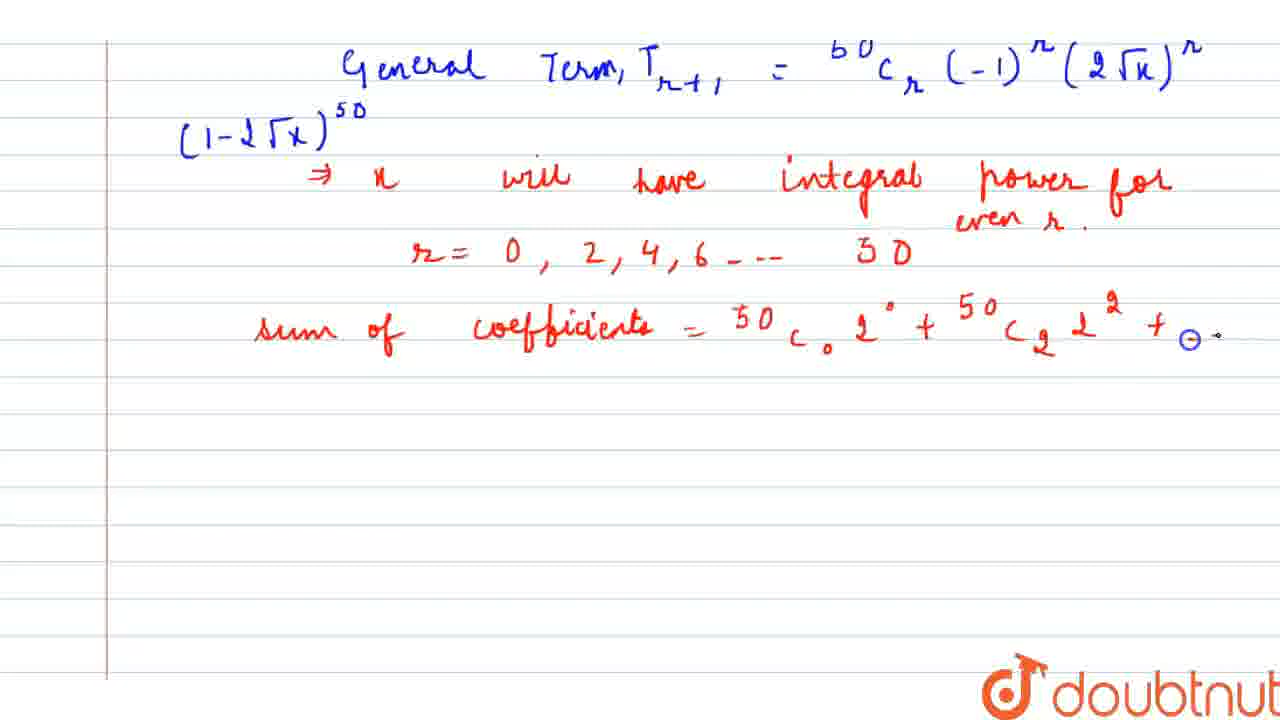 General Term, T_{r+1} = ^{50}C_r (-1)^r (2√x)^r
(1-2√x)^{50}
⇒ x will have integral power for
even r.
r = 0, 2, 4, 6 - -- 50
sum of coefficients = ^{50}C_0 2^0 + ^{50}C_2 2^2 +
doubtnut